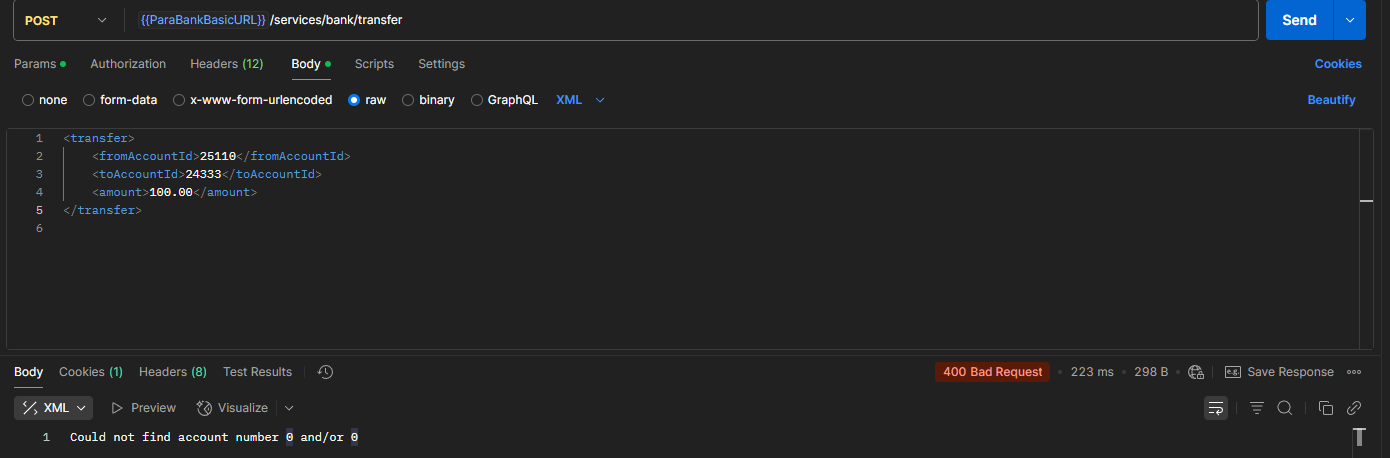 POST {{ParaBankBasicURL}} /services/bank/transfer Send
Params Authorization Headers (12) Body Scripts Settings Cookies
none form-data x-www-form-urlencoded raw binary GraphQL XML Beautify
1 <transfer>
2 <fromAccountId>25110</fromAccountId>
3 <toAccountId>24333</toAccountId>
4 <amount>100.00</amount>
5 </transfer>
6
Body Cookies (1) Headers (8) Test Results 400 Bad Request 223 ms 298 B e.g. Save Response
XML Preview Visualize
1 Could not find account number 0 and/or 0